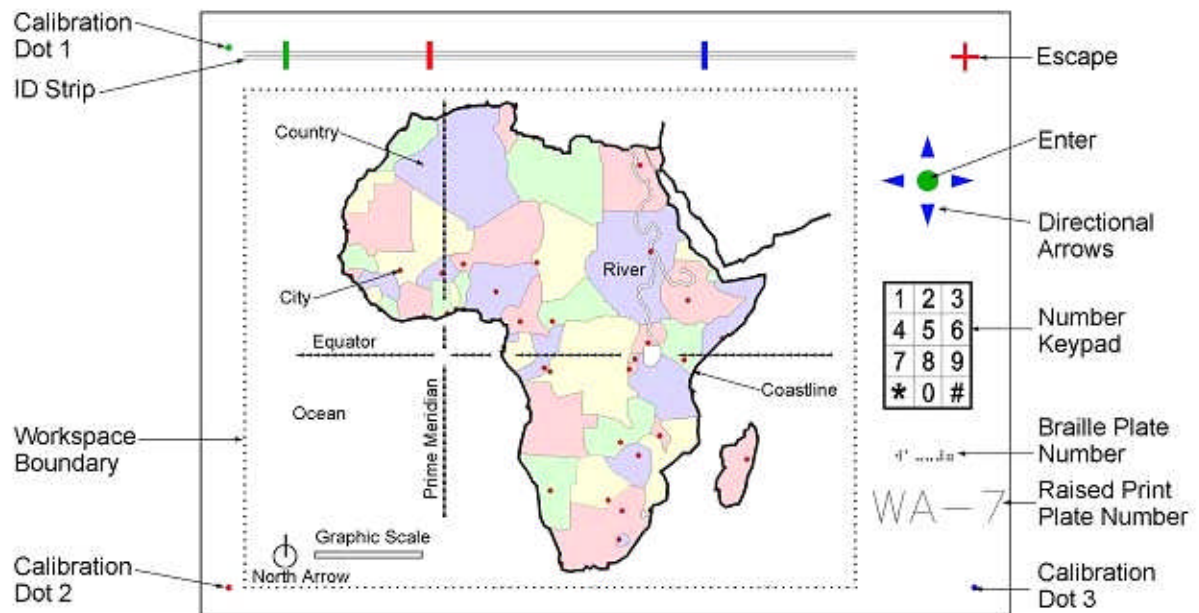 Calibration
Dot 1
ID Strip
Workspace
Boundary
Calibration
Dot 2
Country
City
Equator
Ocean
Prime Meridian
Graphic Scale
North Arrow
River
Coastline
1 2 3
4 5 6
7 8 9
* 0 #
WA-7
Escape
Enter
Directional
Arrows
Number
Keypad
Braille Plate
Number
Raised Print
Plate Number
Calibration
Dot 3